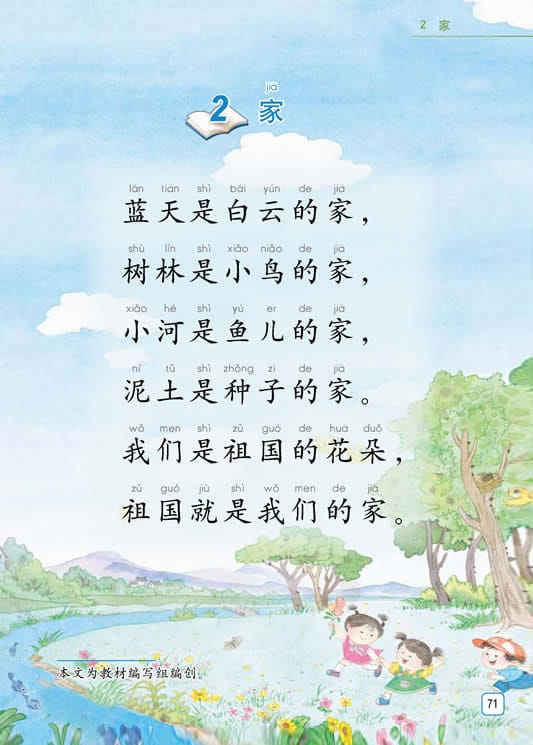 2 家
jiā
2 家
lán tiān shì bái yún de jiā
蓝天是白云的家，
shù lín shì xiǎo niǎo de jiā
树林是小鸟的家，
xiǎo hé shì yú er de jiā
小河是鱼儿的家，
ní tǔ shì zhǒng zi de jiā
泥土是种子的家。
wǒ men shì zǔ guó de huā duǒ
我们是祖国的花朵，
zǔ guó jiù shì wǒ men de jiā
祖国就是我们的家。
本文为教材编写组编创。
71